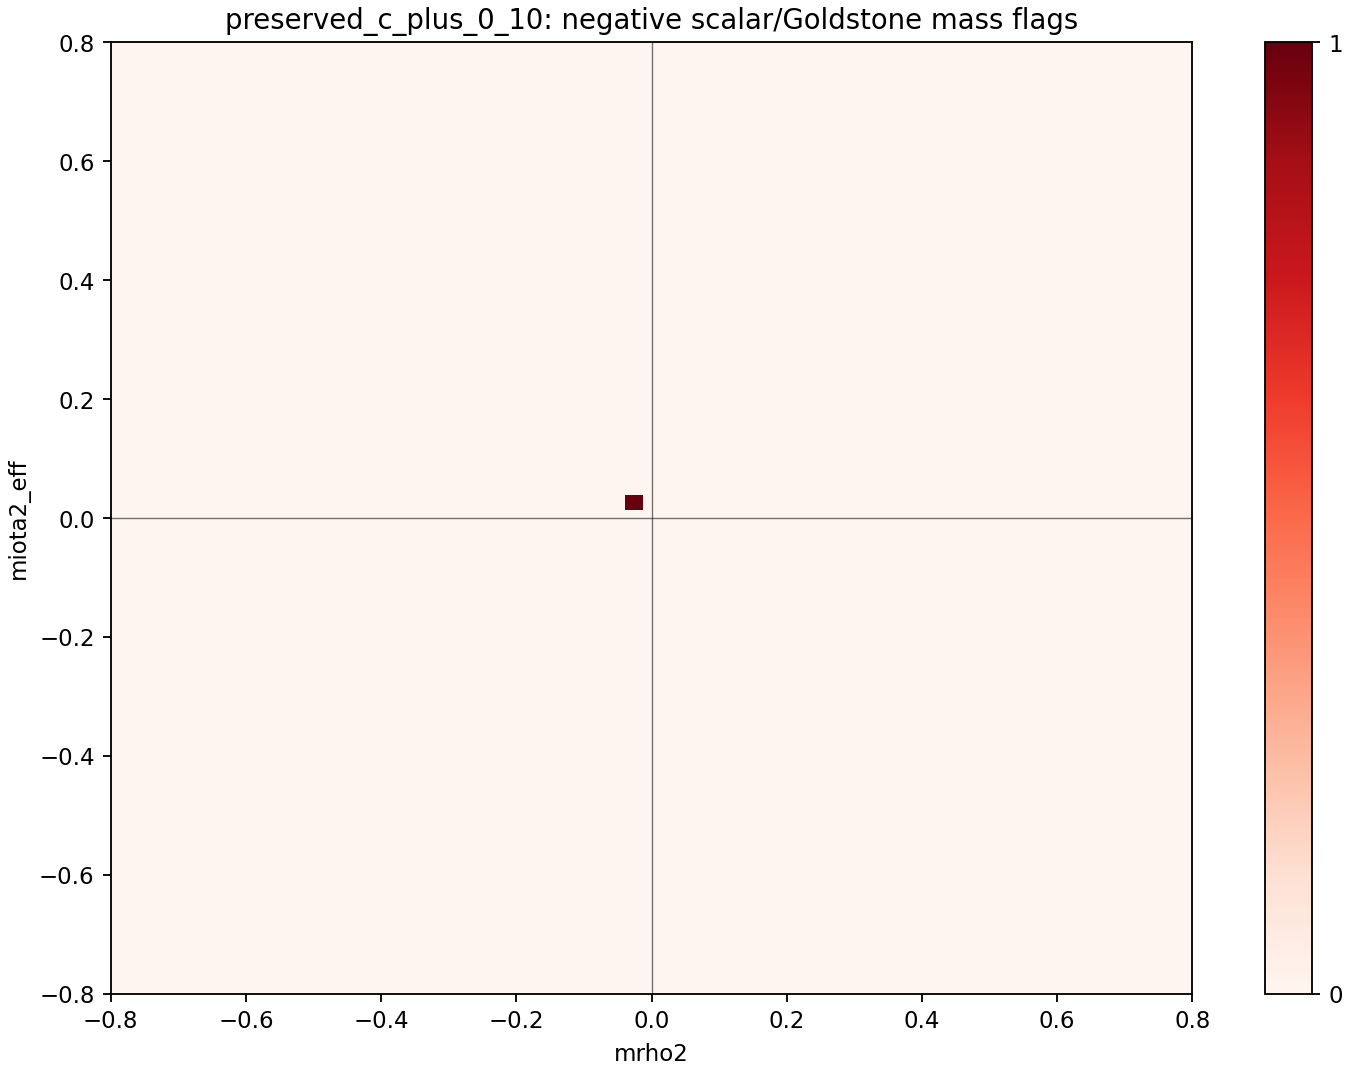 preserved_c_plus_0_10: negative scalar/Goldstone mass flags
0.8
0.6
0.4
0.2
0.0
−0.2
−0.4
−0.6
−0.8
miota2_eff
−0.8 −0.6 −0.4 −0.2 0.0 0.2 0.4 0.6 0.8
mrho2
1
0